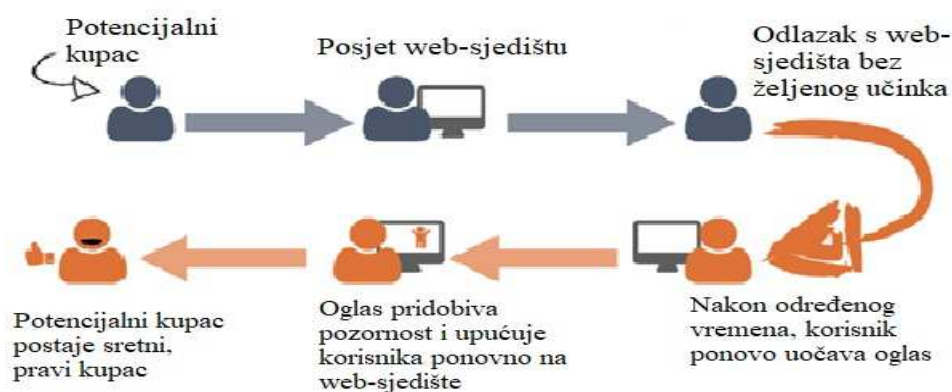 Potencijalni
kupac
Posjet web-sjedištu
Odlazak s web-
sjedišta bez
željenog učinka
Potencijalni kupac
postaje sretni,
pravi kupac
Oglas pridobiva
pozornost i upućuje
korisnika ponovno na
web-sjedište
Nakon određenog
vremena, korisnik
ponovo uočava oglas